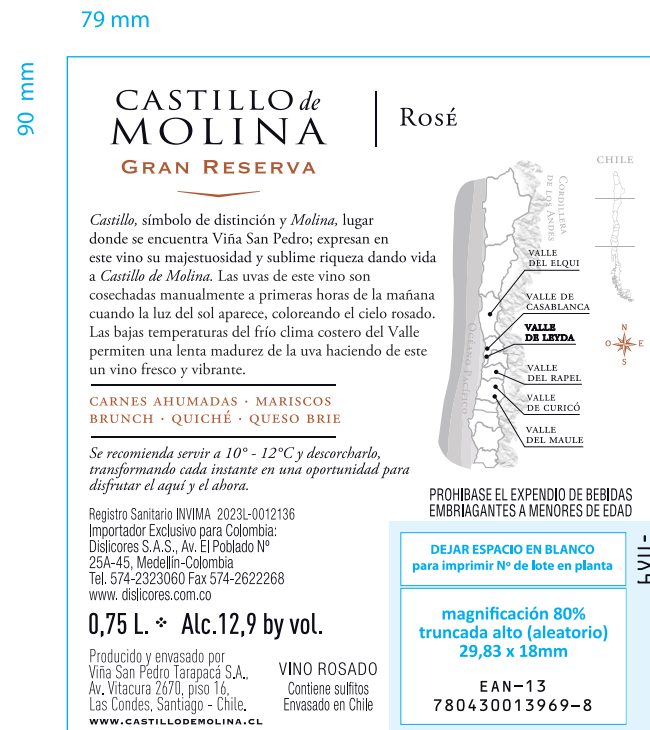 79 mm
90 mm
CASTILLO de
MOLINA
GRAN RESERVA
ROSÉ
Castillo, símbolo de distinción y Molina, lugar
donde se encuentra Viña San Pedro; expresan en
este vino su majestuosidad y sublime riqueza dando vida
a Castillo de Molina. Las uvas de este vino son
cosechadas manualmente a primeras horas de la mañana
cuando la luz del sol aparece, coloreando el cielo rosado.
Las bajas temperaturas del frío clima costero del Valle
permiten una lenta madurez de la uva haciendo de este
un vino fresco y vibrante.
CARNES AHUMADAS · MARISCOS
BRUNCH · QUICHÉ · QUESO BRIE
Se recomienda servir a 10° - 12°C y descorcharlo,
transformando cada instante en una oportunidad para
disfrutar el aquí y el ahora.
Registro Sanitario INVIMA 2023L-0012136
Importador Exclusivo para Colombia:
Dislicores S.A.S., Av. El Poblado Nº
25A-45, Medellín-Colombia
Tel. 574-2323060 Fax 574-2622268
www. dislicores.com.co
0,75 L. Alc.12,9 by vol.
Producido y envasado por
Viña San Pedro Tarapacá S.A.,
Av. Vitacura 2670, piso 16,
Las Condes, Santiago - Chile.
WWW.CASTILLODEMOLINA.CL
VINO ROSADO
Contiene sulfitos
Envasado en Chile
CHILE
CORDILLERA
DE LOS ANDES
OCÉANO PACÍFICO
VALLE
DEL ELQUI
VALLE DE
CASABLANCA
VALLE
DE LEYDA
VALLE
DEL RAPEL
VALLE
DE CURICÓ
VALLE
DEL MAULE
N
O E
S
PROHIBASE EL EXPENDIO DE BEBIDAS
EMBRIAGANTES A MENORES DE EDAD
DEJAR ESPACIO EN BLANCO
para imprimir Nº de lote en planta
magnificación 80%
truncada alto (aleatorio)
29,83 x 18mm
EAN-13
780430013969-8